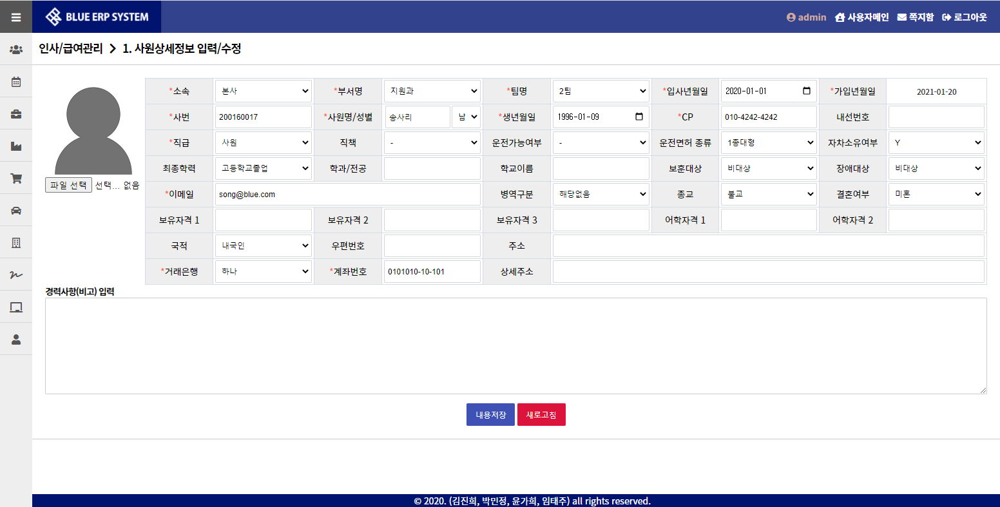 BLUE ERP SYSTEM admin 사용자메인 쪽지함 로그아웃
인사/급여관리 1. 사원상세정보 입력/수정
*소속 본사 *부서명 지원과 *팀명 2팀 *입사년월일 2020-01-01 *가입년월일 2021-01-20
*사번 200160017 *사원명/성별 송사리 남 *생년월일 1996-01-09 *CP 010-4242-4242 내선번호
*직급 사원 직책 - 운전가능여부 - 운전면허 종류 1종대형 자차소유여부 Y
최종학력 고등학교졸업 학과/전공 학교이름 보훈대상 비대상 장애대상 비대상
파일 선택 선택... 없음
*이메일 song@blue.com 병역구분 해당없음 종교 불교 결혼여부 미혼
보유자격 1 보유자격 2 보유자격 3 어학자격 1 어학자격 2
국적 내국인 우편번호 주소
*거래은행 하나 *계좌번호 0101010-10-101 상세주소
경력사항(비고) 입력
내용저장 새로고침
© 2020. (김진희, 박민정, 윤가희, 임태주) all rights reserved.